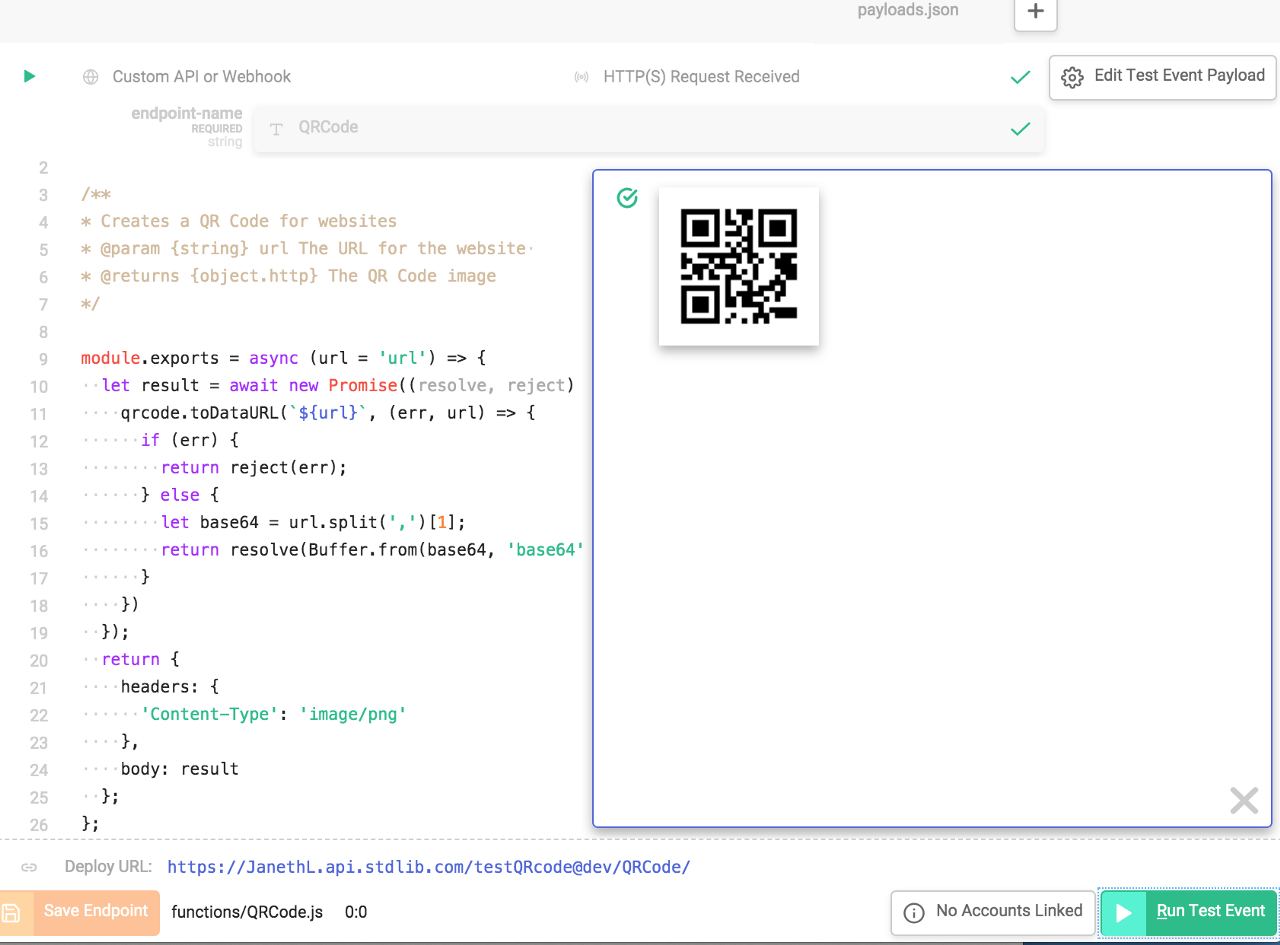 payloads.json
+
Custom API or Webhook
HTTP(S) Request Received
Edit Test Event Payload
endpoint-name
REQUIRED
string
QRCode
2
3 /**
4 * Creates a QR Code for websites
5 * @param {string} url The URL for the website·
6 * @returns {object.http} The QR Code image
7 */
8
9 module.exports = async (url = 'url') => {
10 ··let result = await new Promise((resolve, reject)
11 ····qrcode.toDataURL(`${url}`, (err, url) => {
12 ······if (err) {
13 ········return reject(err);
14 ······} else {
15 ········let base64 = url.split(',')[1];
16 ········return resolve(Buffer.from(base64, 'base64'
17 ······}
18 ····})
19 ··});
20 ··return {
21 ····headers: {
22 ······'Content-Type': 'image/png'
23 ····},
24 ····body: result
25 ··};
26 };
Deploy URL: https://JanethL.api.stdlib.com/testQRcode@dev/QRCode/
Save Endpoint
functions/QRCode.js 0:0
No Accounts Linked
Run Test Event